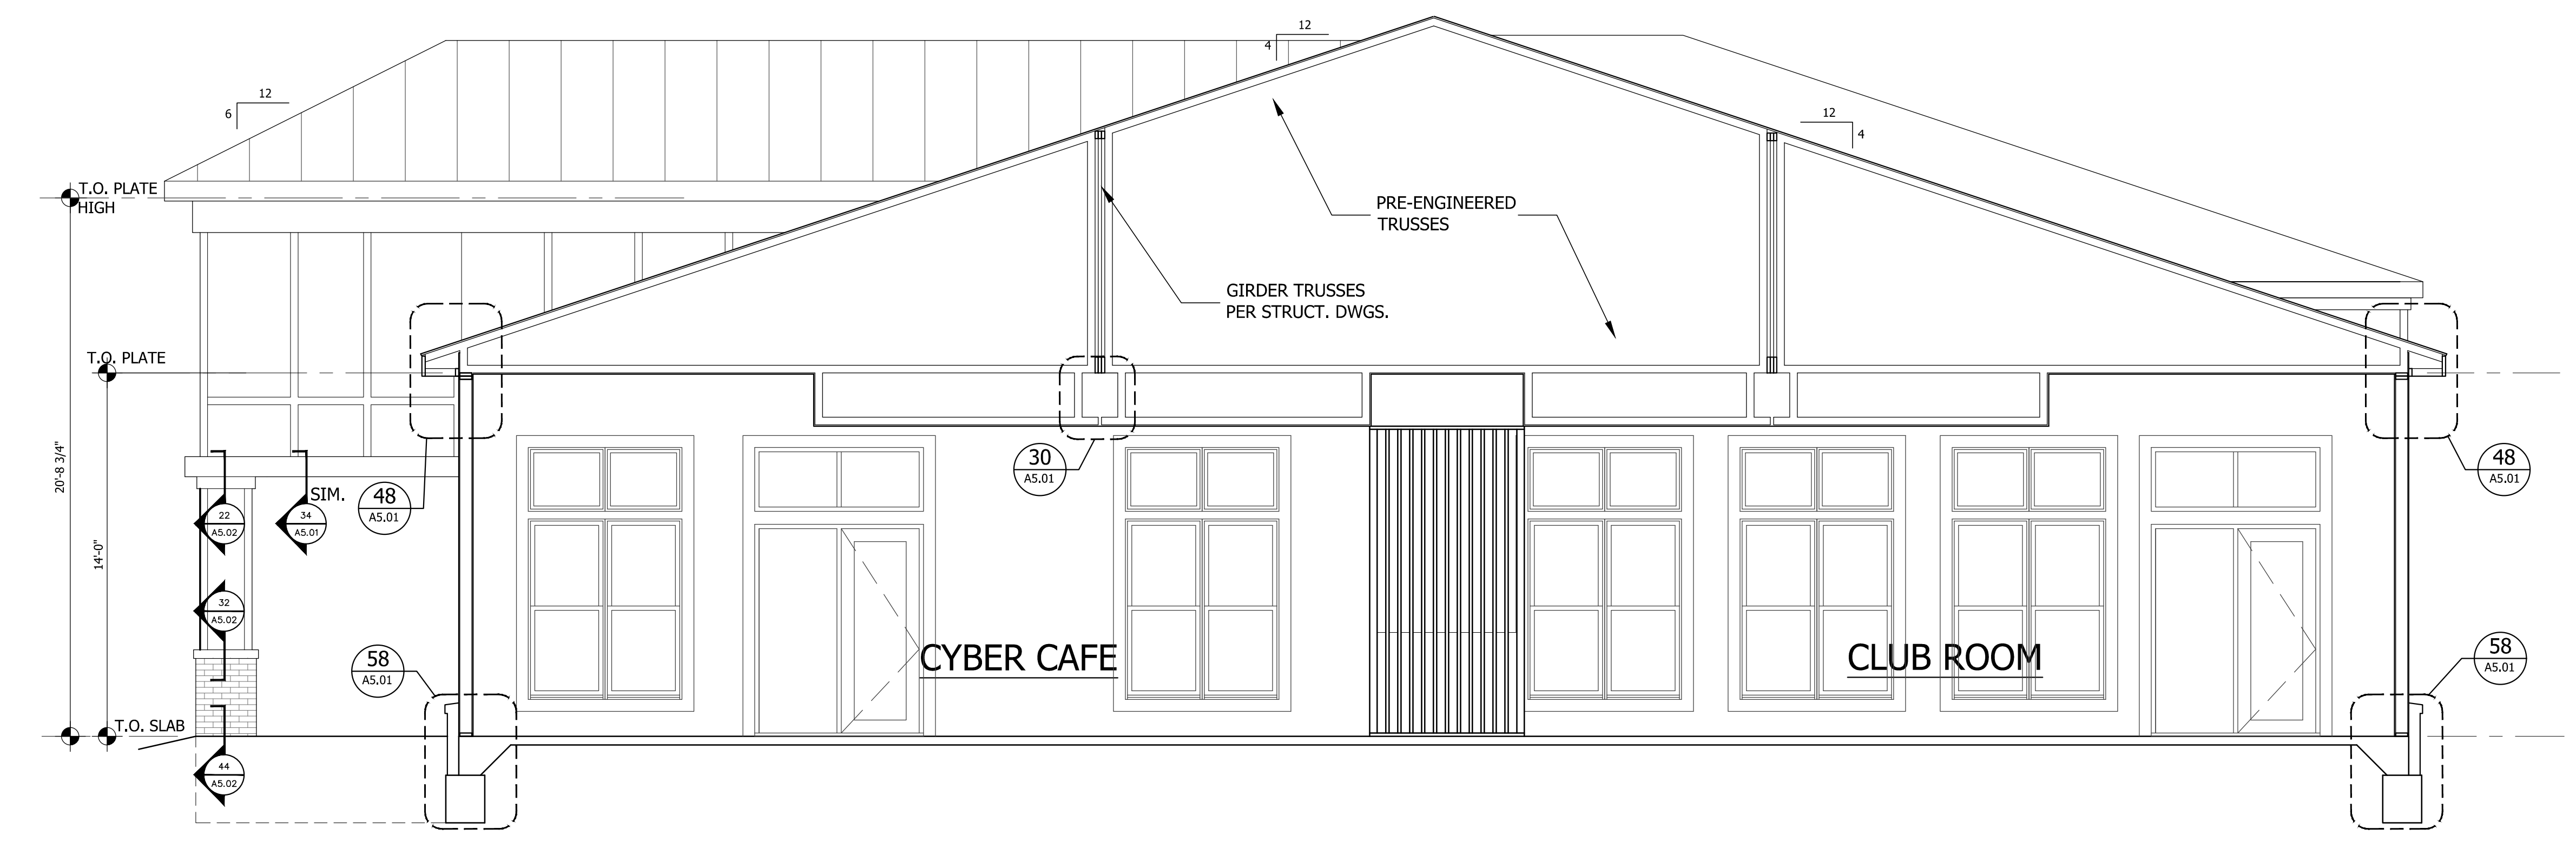 12
4
12
6
12
4
T.O. PLATE
HIGH
PRE-ENGINEERED
TRUSSES
GIRDER TRUSSES
PER STRUCT. DWGS.
T.O. PLATE
20'-8 3/4"
14'-0"
30
A5.01
48
A5.01
48
A5.01
SIM.
22
A5.02
34
A5.01
32
A5.02
58
A5.01
CYBER CAFE
CLUB ROOM
58
A5.01
T.O. SLAB
44
A5.02